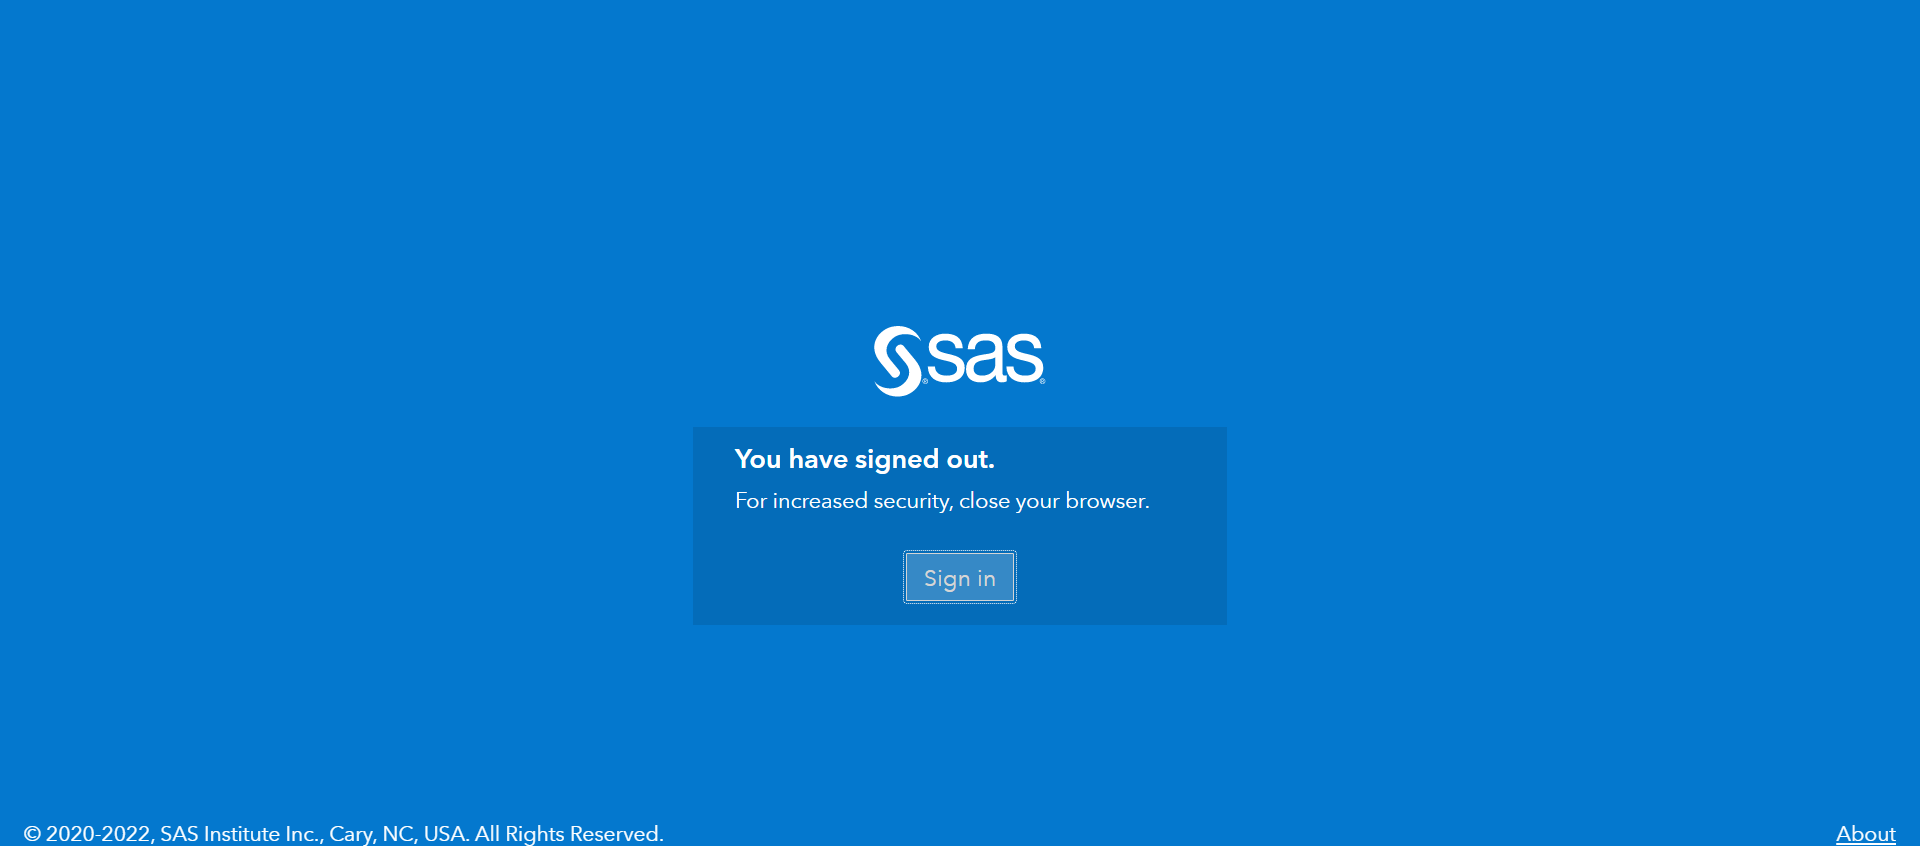 sas
You have signed out.
For increased security, close your browser.
Sign in
© 2020-2022, SAS Institute Inc., Cary, NC, USA. All Rights Reserved.
About